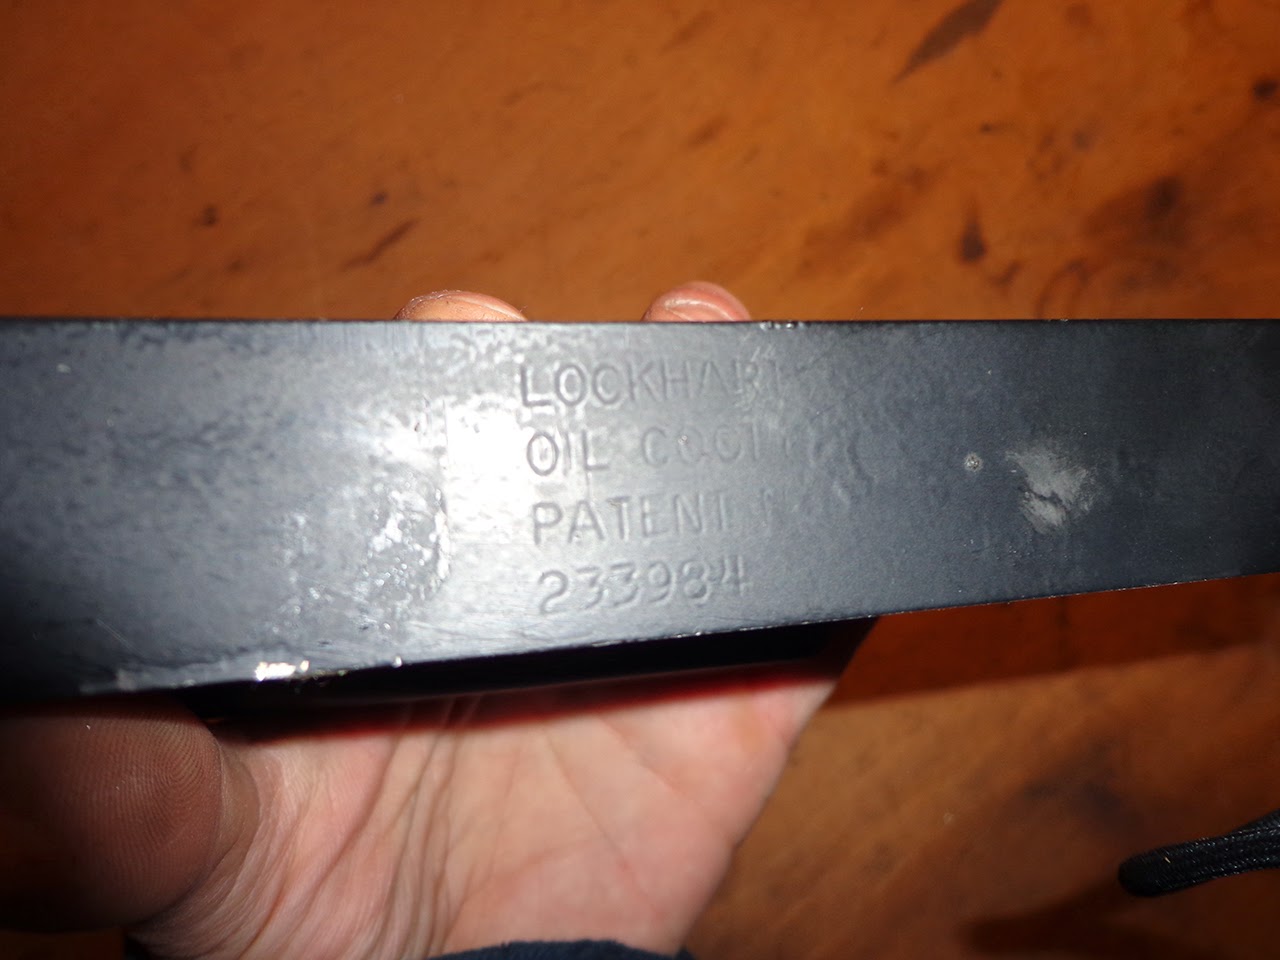 LOCKHART
OIL
PATENT
233984